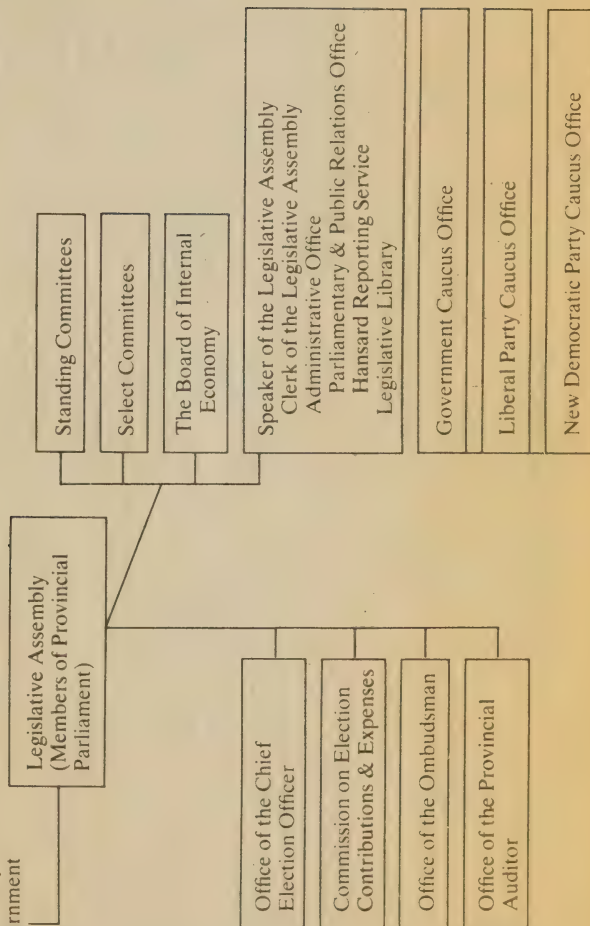 rnment
Legislative Assembly
(Members of Provincial
Parliament)
Standing Committees
Select Committees
The Board of Internal
Economy
Speaker of the Legislative Assembly
Clerk of the Legislative Assembly
Administrative Office
Parliamentary & Public Relations Office
Hansard Reporting Service
Legislative Library
Government Caucus Office
Liberal Party Caucus Office
New Democratic Party Caucus Office
Office of the Chief
Election Officer
Commission on Election
Contributions & Expenses
Office of the Ombudsman
Office of the Provincial
Auditor